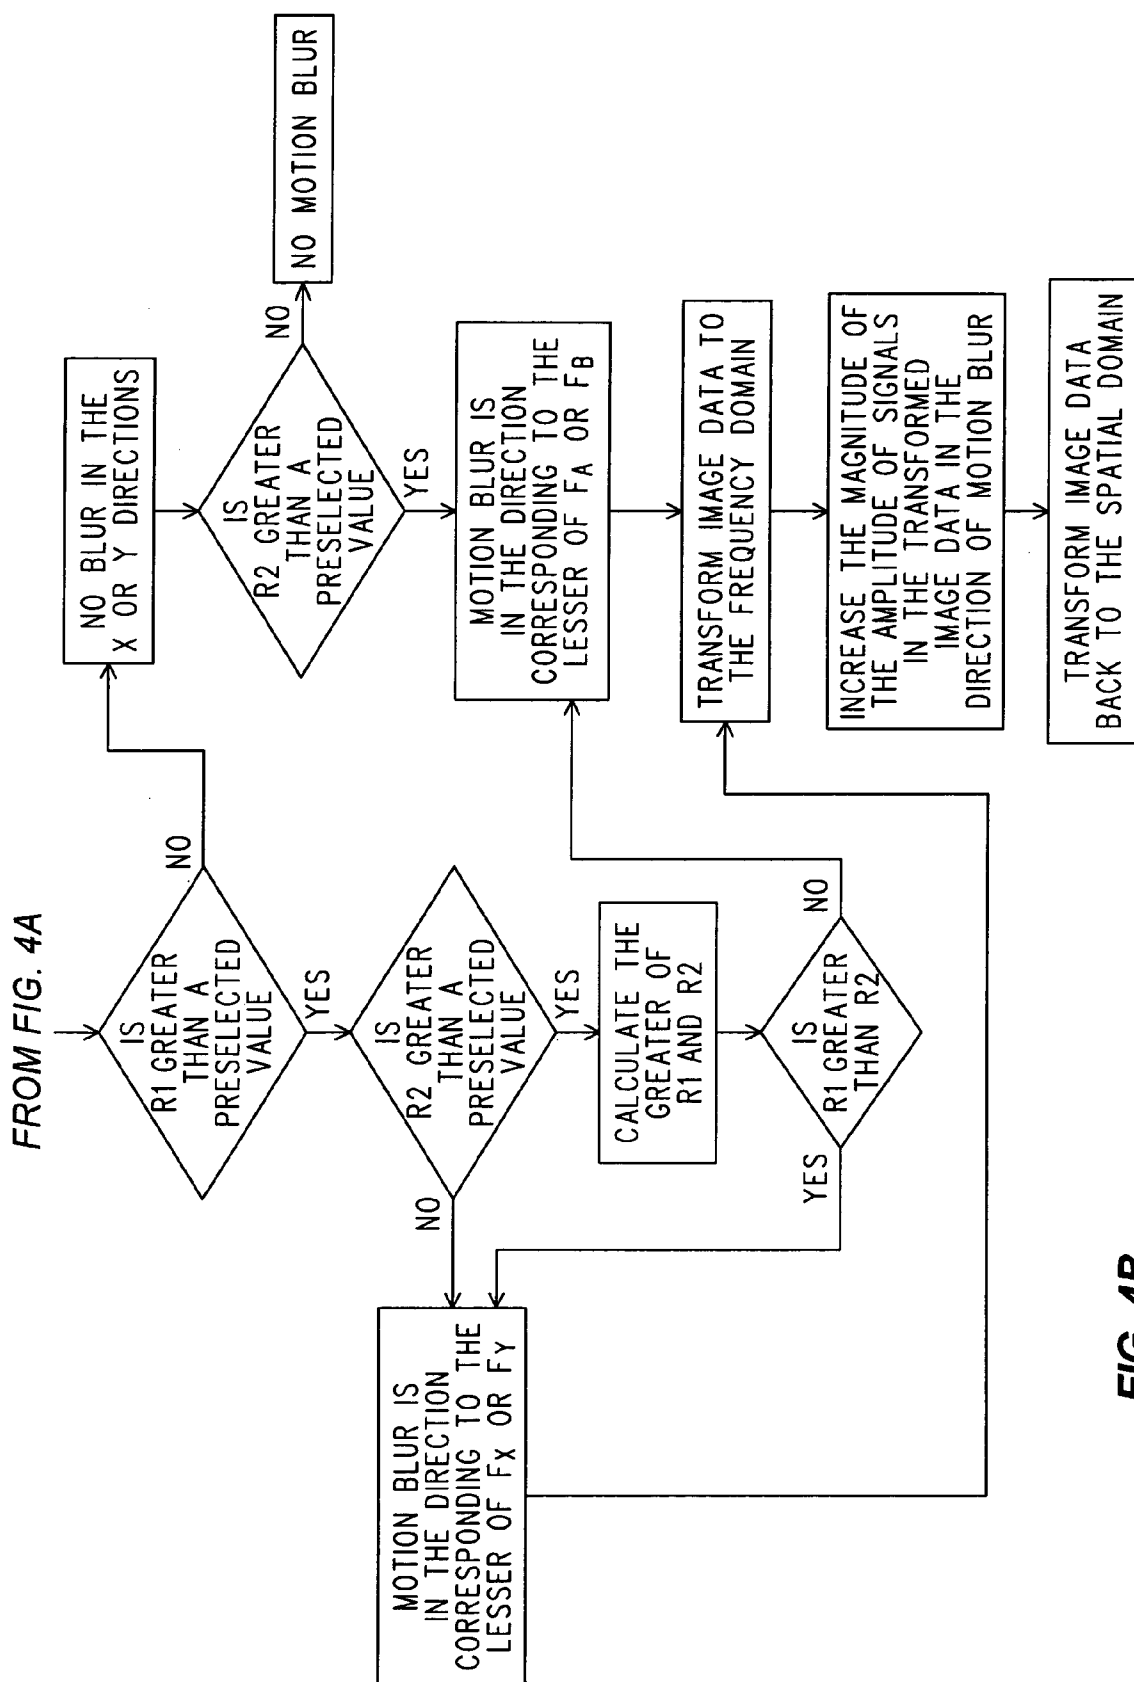 FROM FIG. 4A
IS
R1 GREATER
THAN A
PRESELECTED
VALUE
NO
YES
NO BLUR IN THE
X OR Y DIRECTIONS
IS
R2 GREATER
THAN A
PRESELECTED
VALUE
NO
YES
IS
R2 GREATER
THAN A
PRESELECTED
VALUE
NO
YES
NO MOTION BLUR
MOTION BLUR IS
IN THE DIRECTION
CORRESPONDING TO THE
LESSER OF FX OR FY
CALCULATE THE
GREATER OF
R1 AND R2
IS
R1 GREATER
THAN R2
YES
NO
MOTION BLUR IS
IN THE DIRECTION
CORRESPONDING TO THE
LESSER OF FA OR FB
TRANSFORM IMAGE DATA TO
THE FREQUENCY DOMAIN
INCREASE THE MAGNITUDE OF
THE AMPLITUDE OF SIGNALS
IN THE TRANSFORMED
IMAGE DATA IN THE
DIRECTION OF MOTION BLUR
TRANSFORM IMAGE DATA
BACK TO THE SPATIAL DOMAIN
FIG. 4B